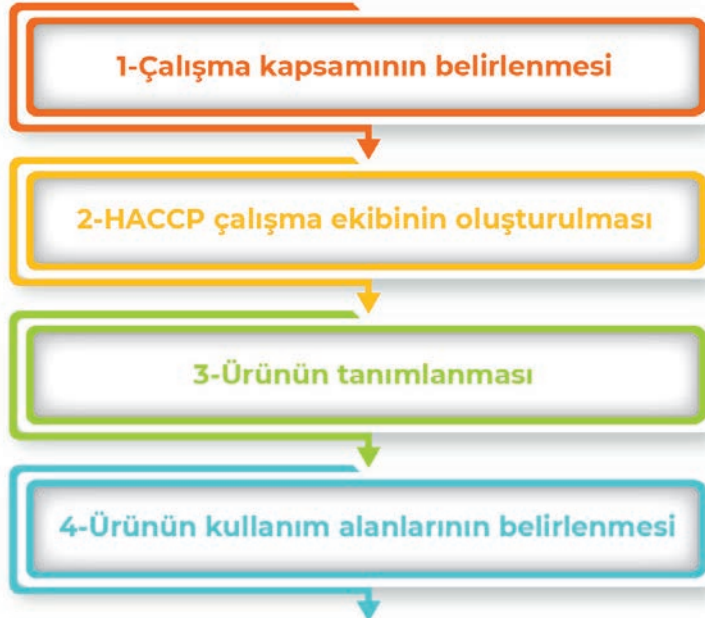 1-Çalışma kapsamının belirlenmesi
2-HACCP çalışma ekibinin oluşturulması
3-Ürünün tanımlanması
4-Ürünün kullanım alanlarının belirlenmesi